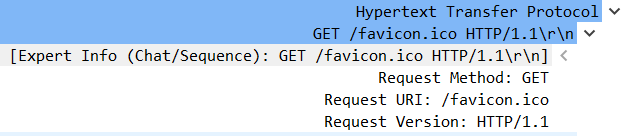 Hypertext Transfer Protocol
GET /favicon.ico HTTP/1.1\r\n
[Expert Info (Chat/Sequence): GET /favicon.ico HTTP/1.1\r\n]
Request Method: GET
Request URI: /favicon.ico
Request Version: HTTP/1.1